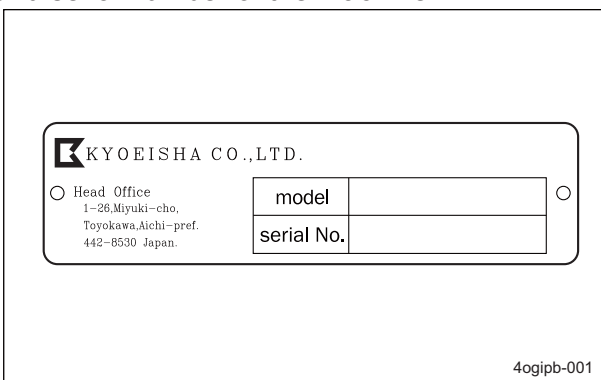 KYOEISHA CO.,LTD.
Head Office
1-26,Miyuki-cho,
Toyokawa,Aichi-pref.
442-8530 Japan.
model
serial No.
4ogipb-001